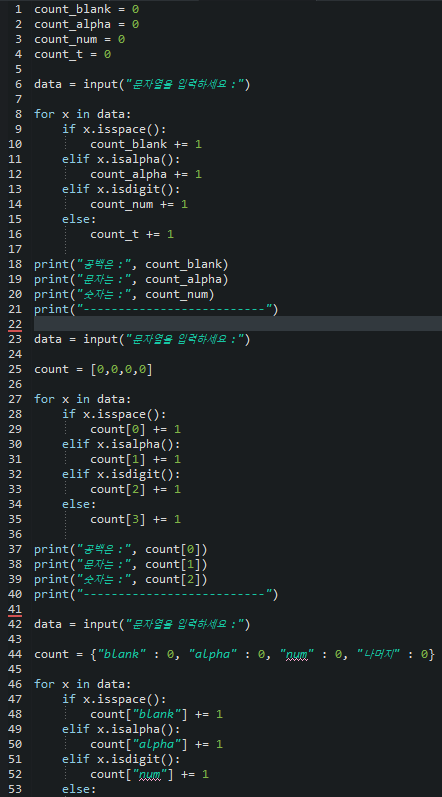 1 count_blank = 0
2 count_alpha = 0
3 count_num = 0
4 count_t = 0
5
6 data = input("문자열을 입력하세요 :")
7
8 for x in data:
9     if x.isspace():
10         count_blank += 1
11     elif x.isalpha():
12         count_alpha += 1
13     elif x.isdigit():
14         count_num += 1
15     else:
16         count_t += 1
17
18 print("공백은 :", count_blank)
19 print("문자는 :", count_alpha)
20 print("숫자는 :", count_num)
21 print("--------------------------")
22
23 data = input("문자열을 입력하세요 :")
24
25 count = [0,0,0,0]
26
27 for x in data:
28     if x.isspace():
29         count[0] += 1
30     elif x.isalpha():
31         count[1] += 1
32     elif x.isdigit():
33         count[2] += 1
34     else:
35         count[3] += 1
36
37 print("공백은 :", count[0])
38 print("문자는 :", count[1])
39 print("숫자는 :", count[2])
40 print("--------------------------")
41
42 data = input("문자열을 입력하세요 :")
43
44 count = {"blank" : 0, "alpha" : 0, "num" : 0, "나머지" : 0}
45
46 for x in data:
47     if x.isspace():
48         count["blank"] += 1
49     elif x.isalpha():
50         count["alpha"] += 1
51     elif x.isdigit():
52         count["num"] += 1
53     else: